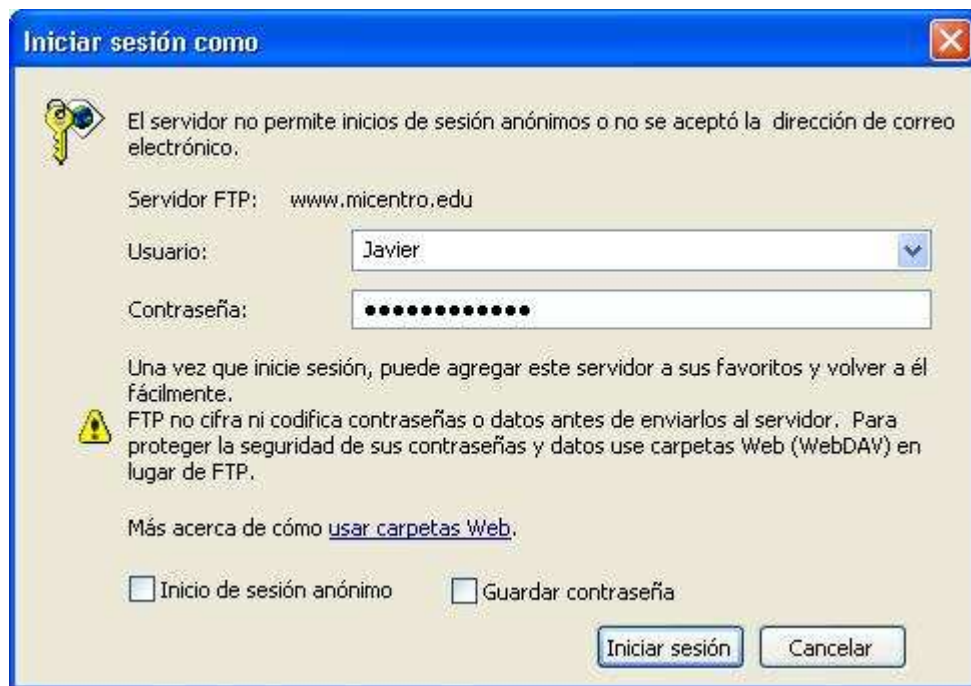 Iniciar sesión como
El servidor no permite inicios de sesión anónimos o no se aceptó la dirección de correo
electrónico.
Servidor FTP: www.micentro.edu
Usuario: Javier
Contraseña: ●●●●●●●●●●●●
Una vez que inicie sesión, puede agregar este servidor a sus favoritos y volver a él
fácilmente.
FTP no cifra ni codifica contraseñas o datos antes de enviarlos al servidor. Para
proteger la seguridad de sus contraseñas y datos use carpetas Web (WebDAV) en
lugar de FTP.
Más acerca de cómo usar carpetas Web.
Inicio de sesión anónimo Guardar contraseña
Iniciar sesión Cancelar